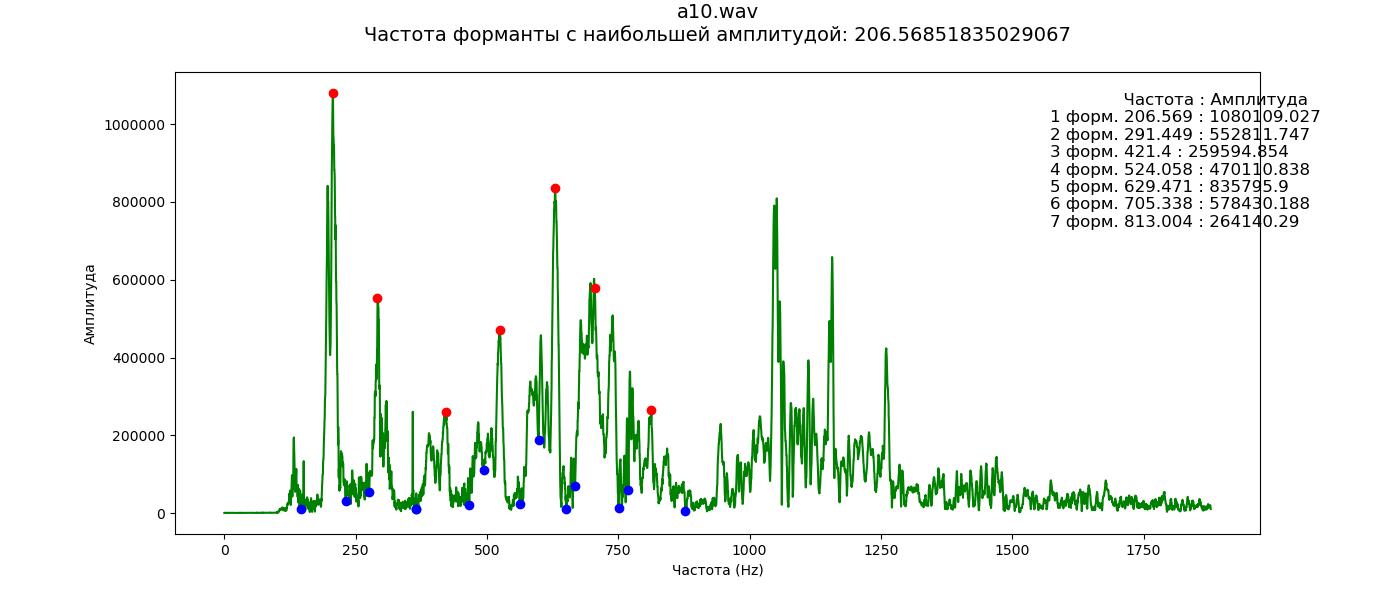 a10.wav
Частота форманты с наибольшей амплитудой: 206.56851835029067
Частота : Амплитуда
1 форм. 206.569 : 1080109.027
2 форм. 291.449 : 552811.747
3 форм. 421.4 : 259594.854
4 форм. 524.058 : 470110.838
5 форм. 629.471 : 835795.9
6 форм. 705.338 : 578430.188
7 форм. 813.004 : 264140.29
1000000
800000
600000
400000
200000
0
Амплитуда
0 250 500 750 1000 1250 1500 1750
Частота (Hz)